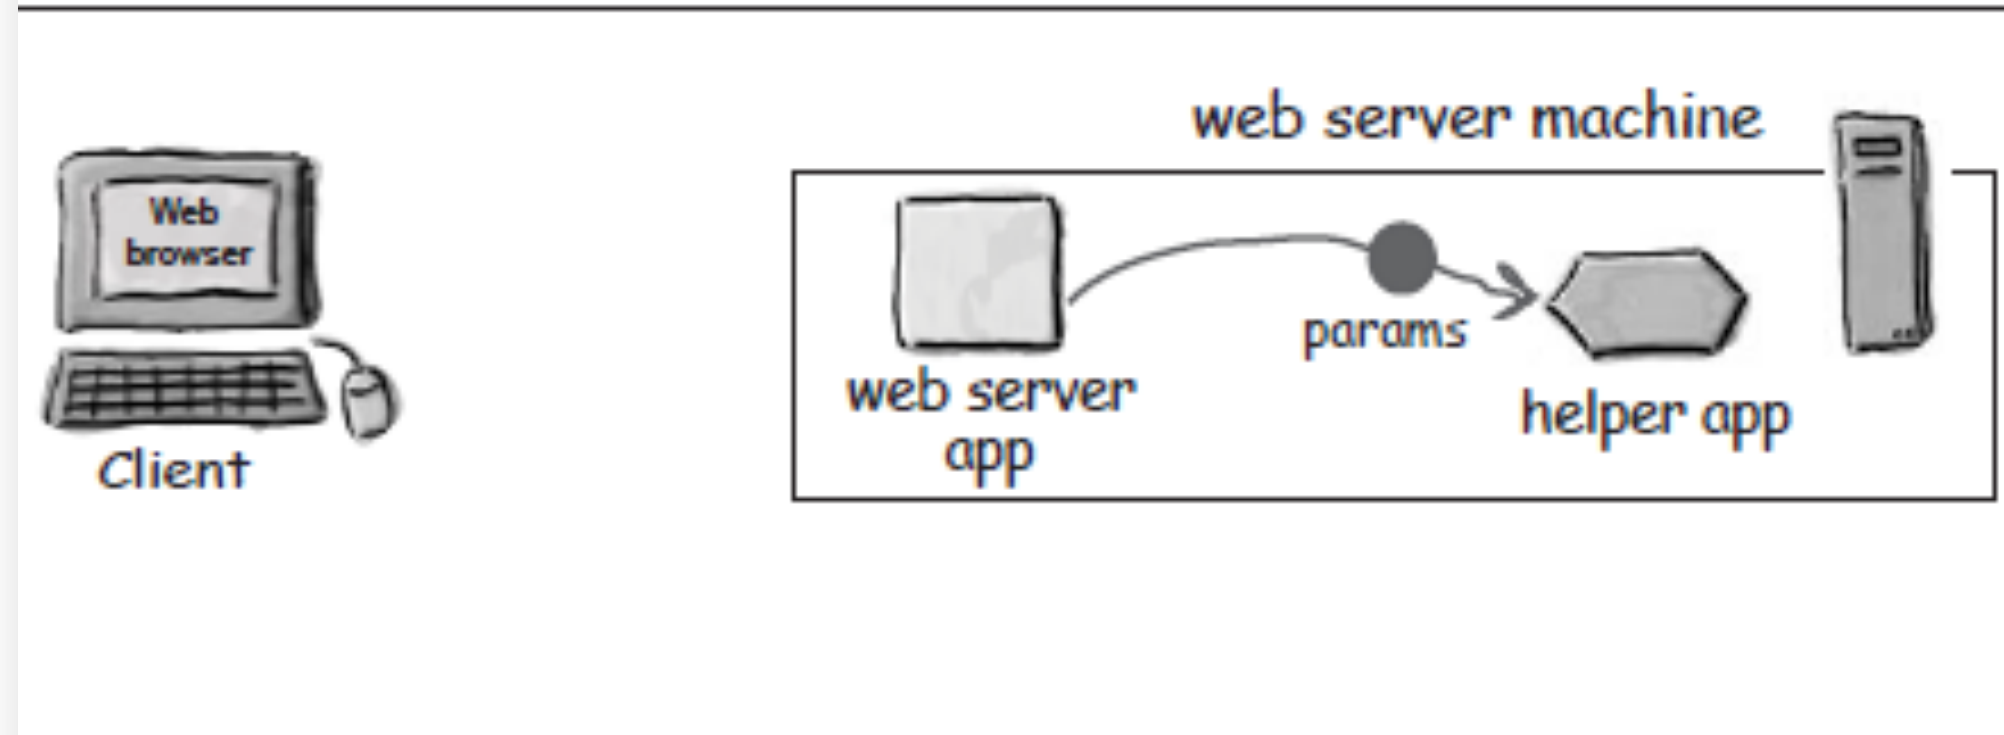 web server machine
Web
browser
params
web server
app
helper app
Client